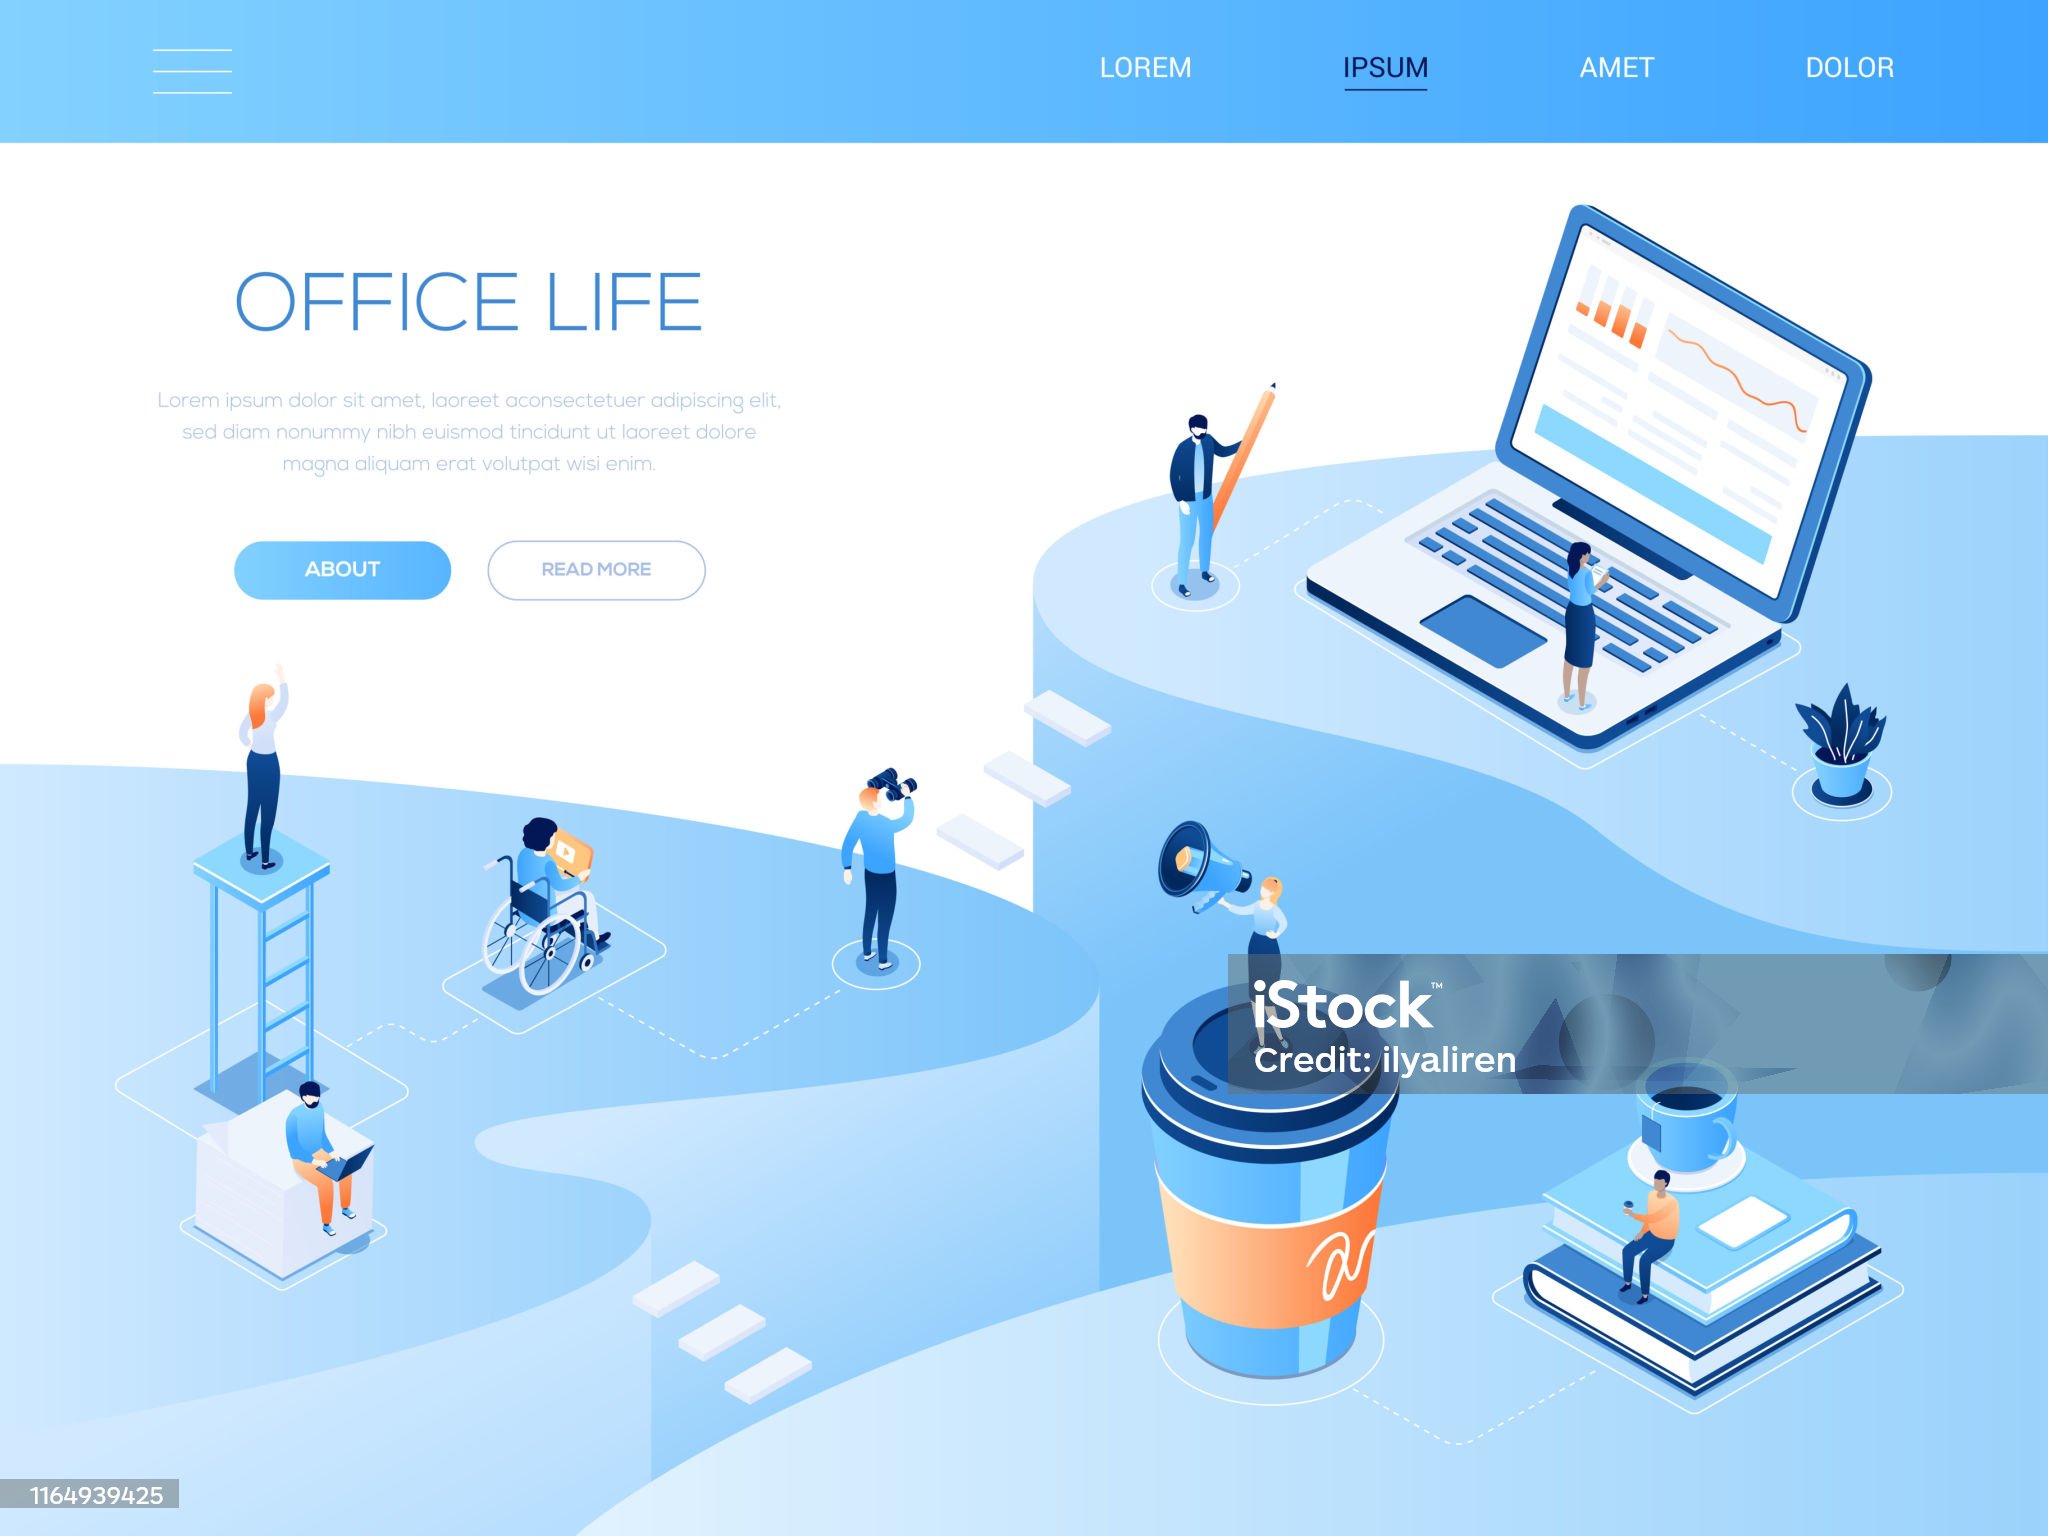 LOREM
IPSUM
AMET
DOLOR
OFFICE LIFE
Lorem ipsum dolor sit amet, laoreet aconsectetuer adipiscing elit,
sed diam nonummy nibh euismod tincidunt ut laoreet dolore
magna aliquam erat volutpat wisi enim.
ABOUT
READ MORE
iStock™
Credit: ilyaliren
1164939425